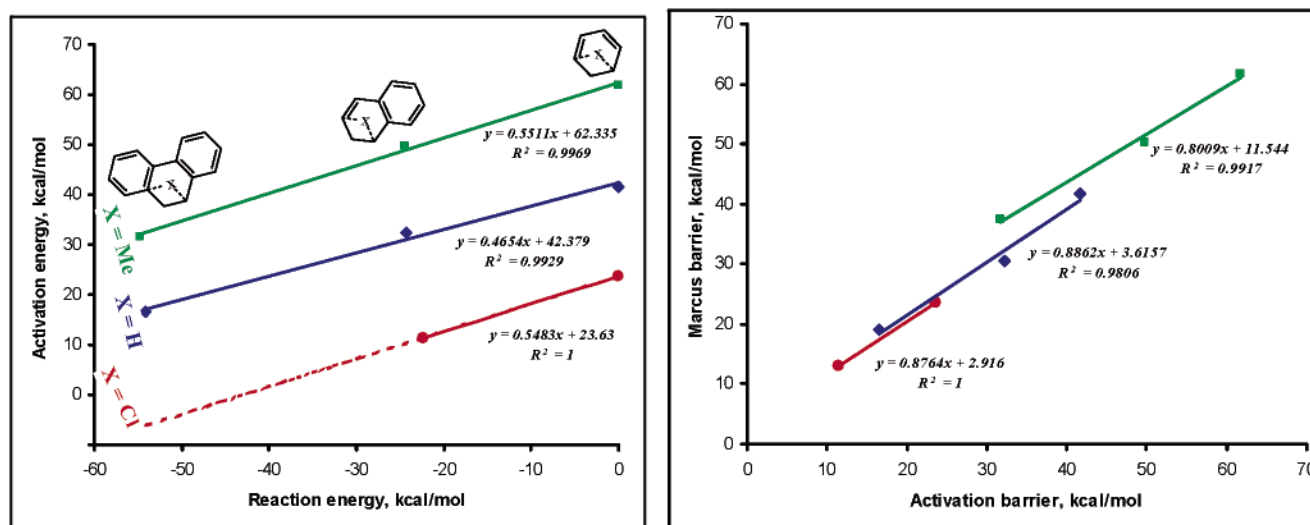 70
60
50
40
30
20
10
0
-60
-50
-40
-30
-20
-10
0
Activation energy, kcal/mol
Reaction energy, kcal/mol
X
X
X
X = Me
X = H
X = Cl
y = 0.5511x + 62.335
R² = 0.9969
y = 0.4654x + 42.379
R² = 0.9929
y = 0.5483x + 23.63
R² = 1
70
60
50
40
30
20
10
0
0
10
20
30
40
50
60
70
Marcus barrier, kcal/mol
Activation barrier, kcal/mol
y = 0.8009x + 11.544
R² = 0.9917
y = 0.8862x + 3.6157
R² = 0.9806
y = 0.8764x + 2.916
R² = 1